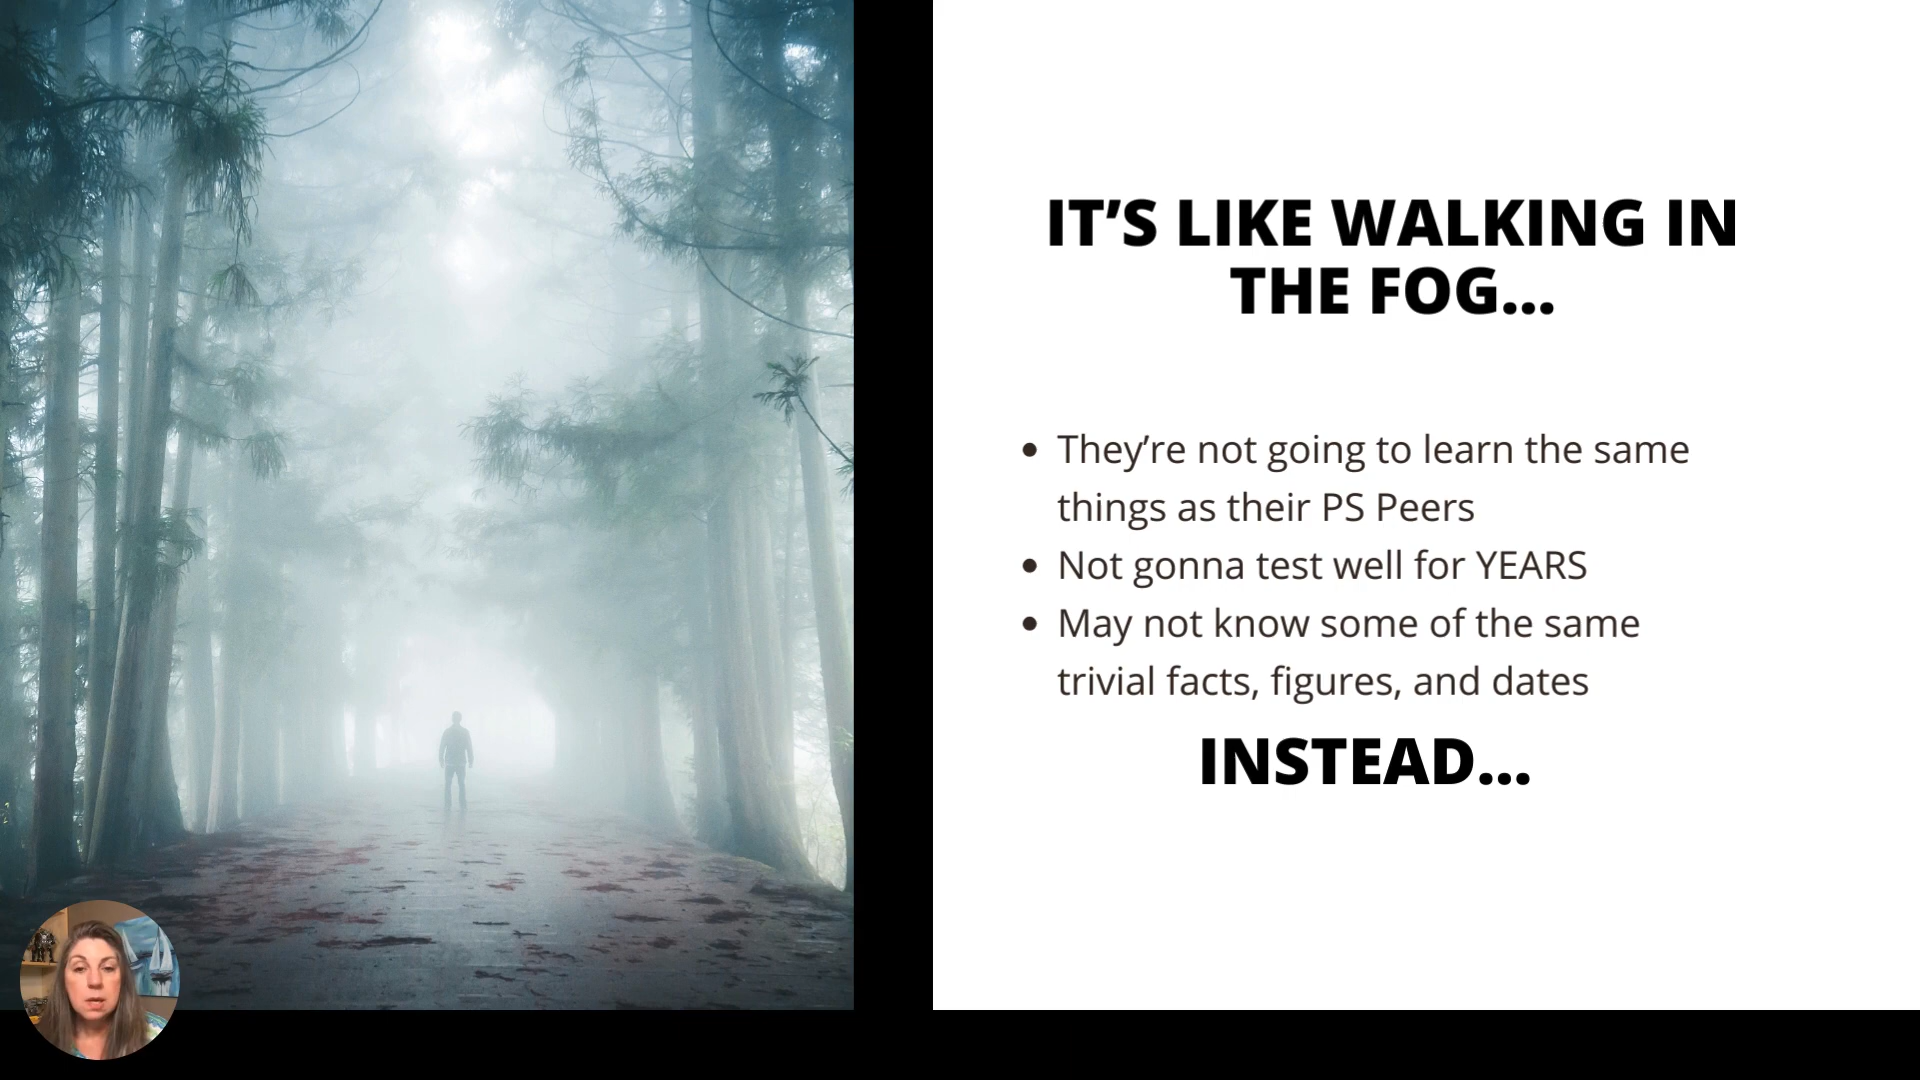 IT’S LIKE WALKING IN
THE FOG...
• They’re not going to learn the same
things as their PS Peers
• Not gonna test well for YEARS
• May not know some of the same
trivial facts, figures, and dates
INSTEAD...